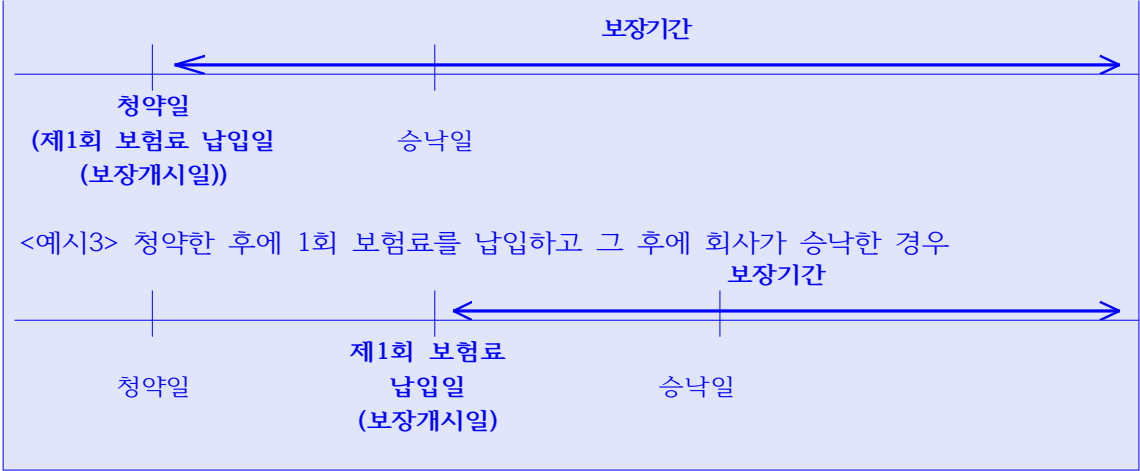 보장기간
청약일
(제1회 보험료 납입일
(보장개시일))
승낙일
<예시3> 청약한 후에 1회 보험료를 납입하고 그 후에 회사가 승낙한 경우
보장기간
청약일
제1회 보험료
납입일
(보장개시일)
승낙일